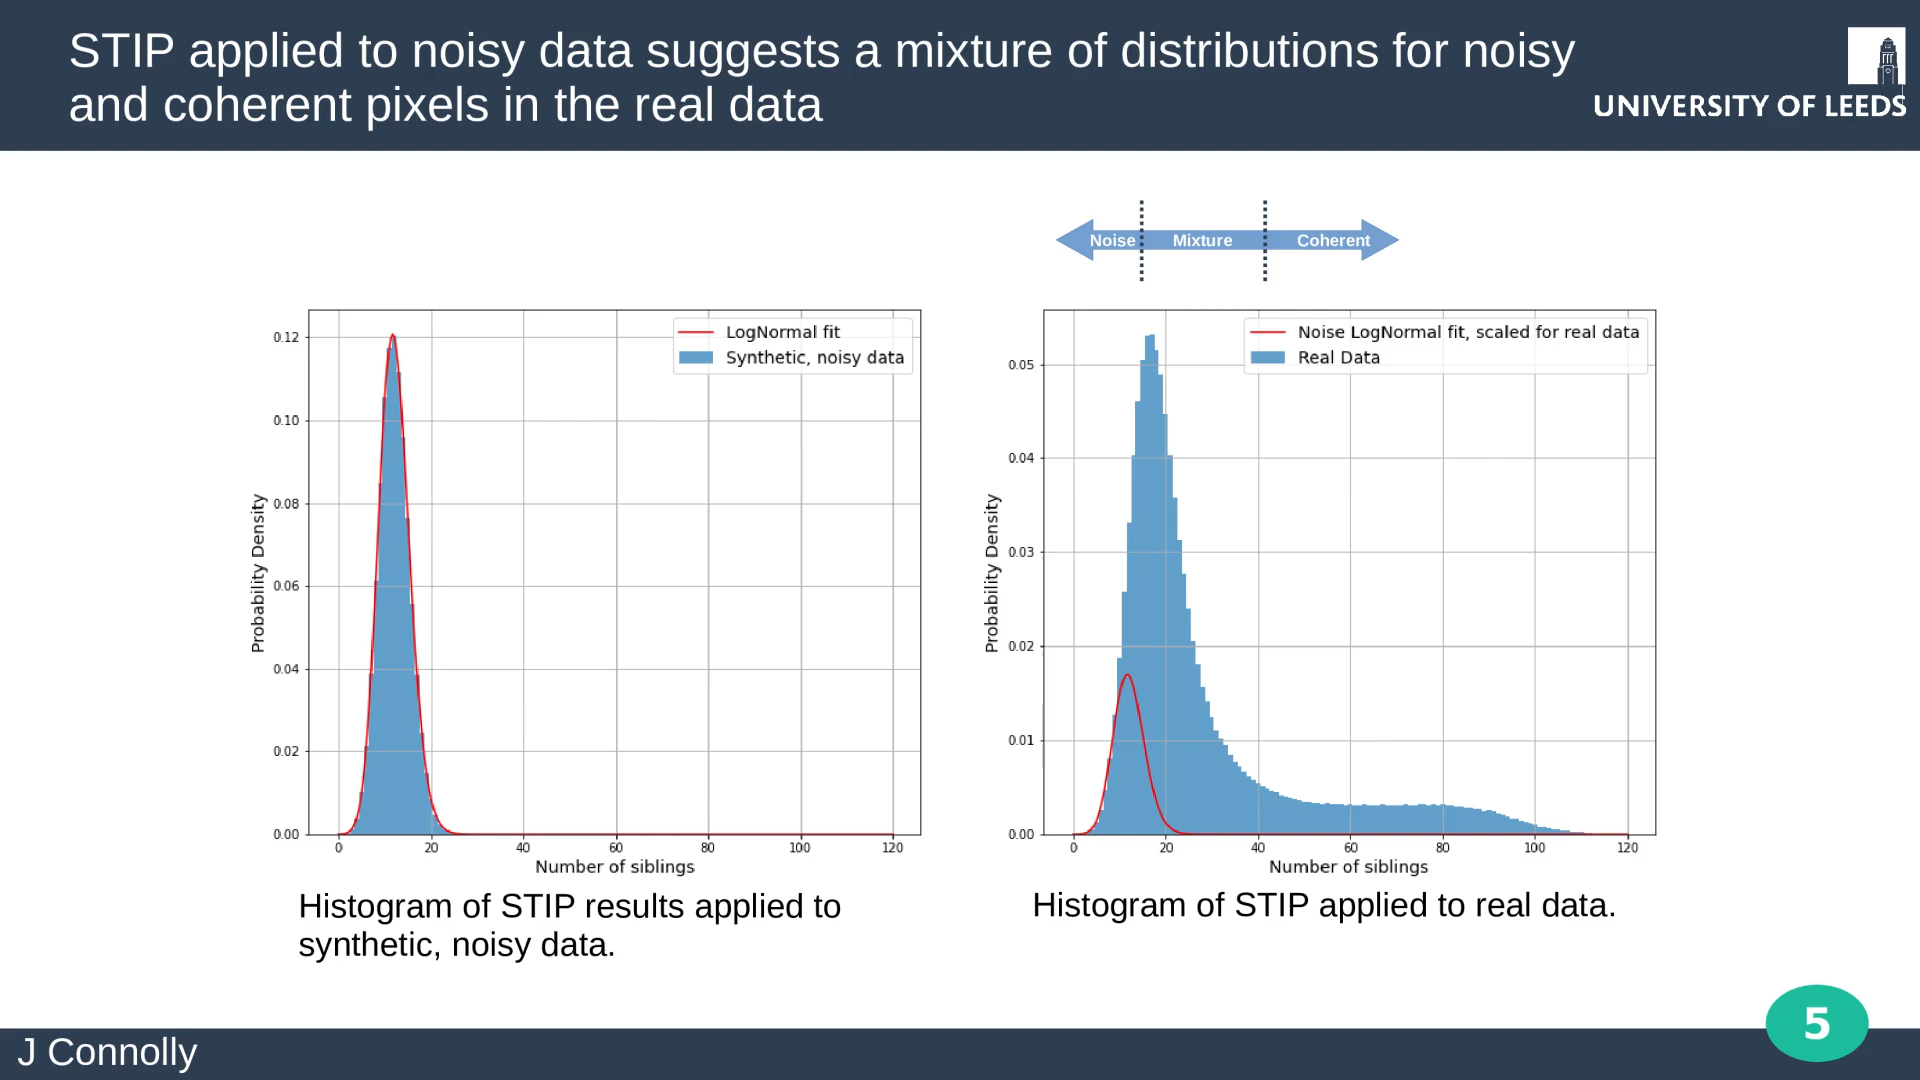 STIP applied to noisy data suggests a mixture of distributions for noisy
and coherent pixels in the real data
UNIVERSITY OF LEEDS
Noise Mixture Coherent
LogNormal fit
Synthetic, noisy data
0.12
0.10
0.08
0.06
0.04
0.02
0.00
Probability Density
0 20 40 60 80 100 120
Number of siblings
Histogram of STIP results applied to
synthetic, noisy data.
Noise LogNormal fit, scaled for real data
Real Data
0.05
0.04
0.03
0.02
0.01
0.00
Probability Density
0 20 40 60 80 100 120
Number of siblings
Histogram of STIP applied to real data.
5
J Connolly